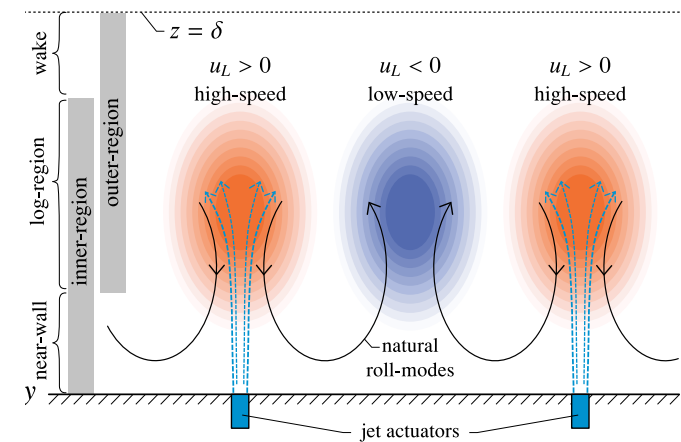 z = δ
u_L > 0
high-speed
u_L < 0
low-speed
u_L > 0
high-speed
wake
log-region
near-wall
inner-region
outer-region
natural
roll-modes
y
jet actuators